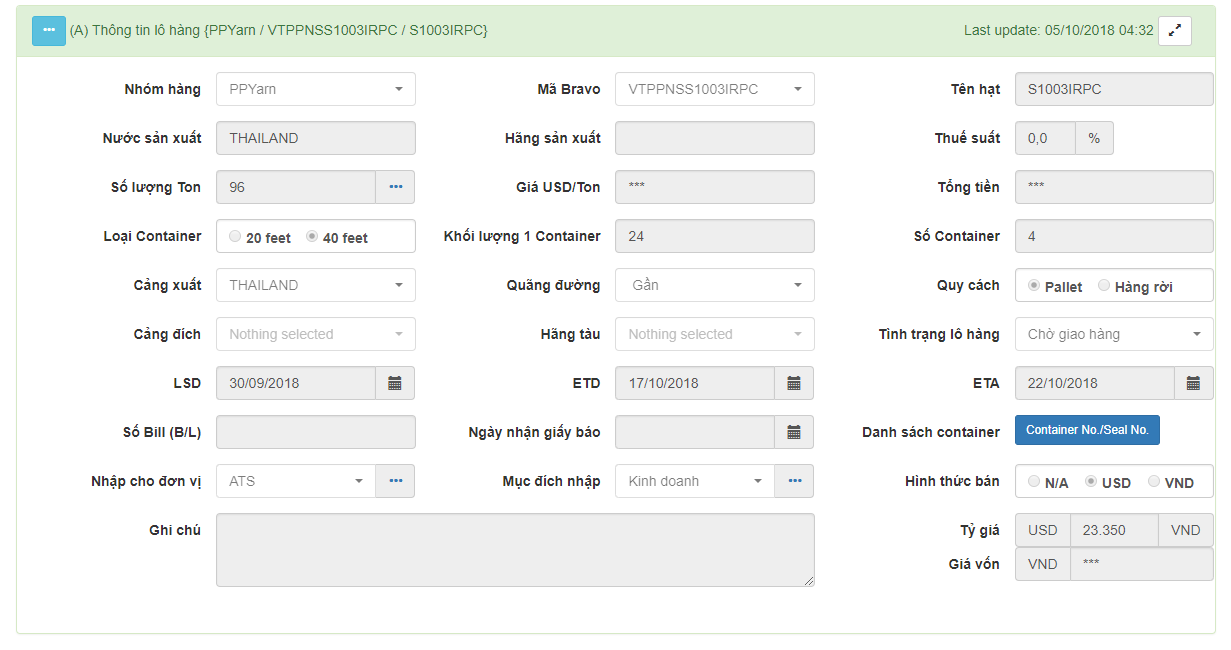 (A) Thông tin lô hàng {PPYarn / VTPPNSS1003IRPC / S1003IRPC} Last update: 05/10/2018 04:32
Nhóm hàng PPYarn Mã Bravo VTPPNSS1003IRPC Tên hạt S1003IRPC
Nước sản xuất THAILAND Hãng sản xuất Thuế suất 0,0 %
Số lượng Ton 96 ••• Giá USD/Ton *** Tổng tiền ***
Loại Container 20 feet 40 feet Khối lượng 1 Container 24 Số Container 4
Cảng xuất THAILAND Quãng đường Gần Quy cách Pallet Hàng rời
Cảng đích Nothing selected Hãng tàu Nothing selected Tình trạng lô hàng Chờ giao hàng
LSD 30/09/2018 ETD 17/10/2018 ETA 22/10/2018
Số Bill (B/L) Ngày nhận giấy báo Danh sách container Container No./Seal No.
Nhập cho đơn vị ATS ••• Mục đích nhập Kinh doanh ••• Hình thức bán N/A USD VND
Ghi chú Tỷ giá USD 23.350 VND
Giá vốn VND ***